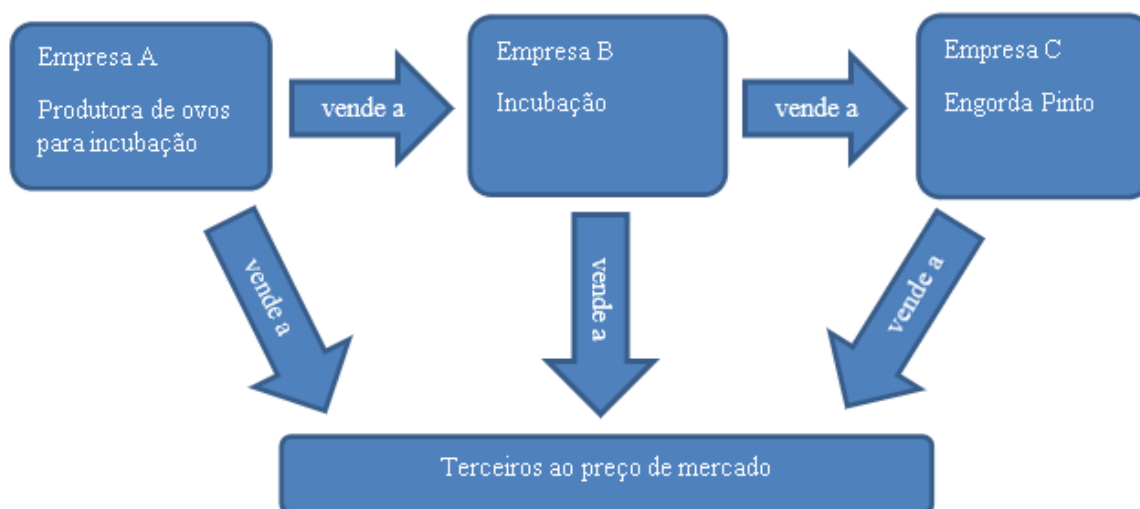 Empresa A
Produtora de ovos
para incubação
vende a
Empresa B
Incubação
vende a
Empresa C
Engorda Pinto
vende a
vende a
vende a
Terceiros ao preço de mercado